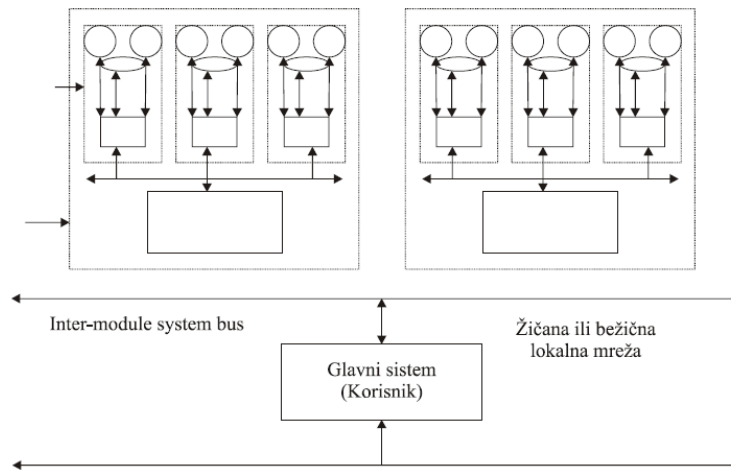 Inter-module system bus
Žičana ili bežična
lokalna mreža
Glavni sistem
(Korisnik)